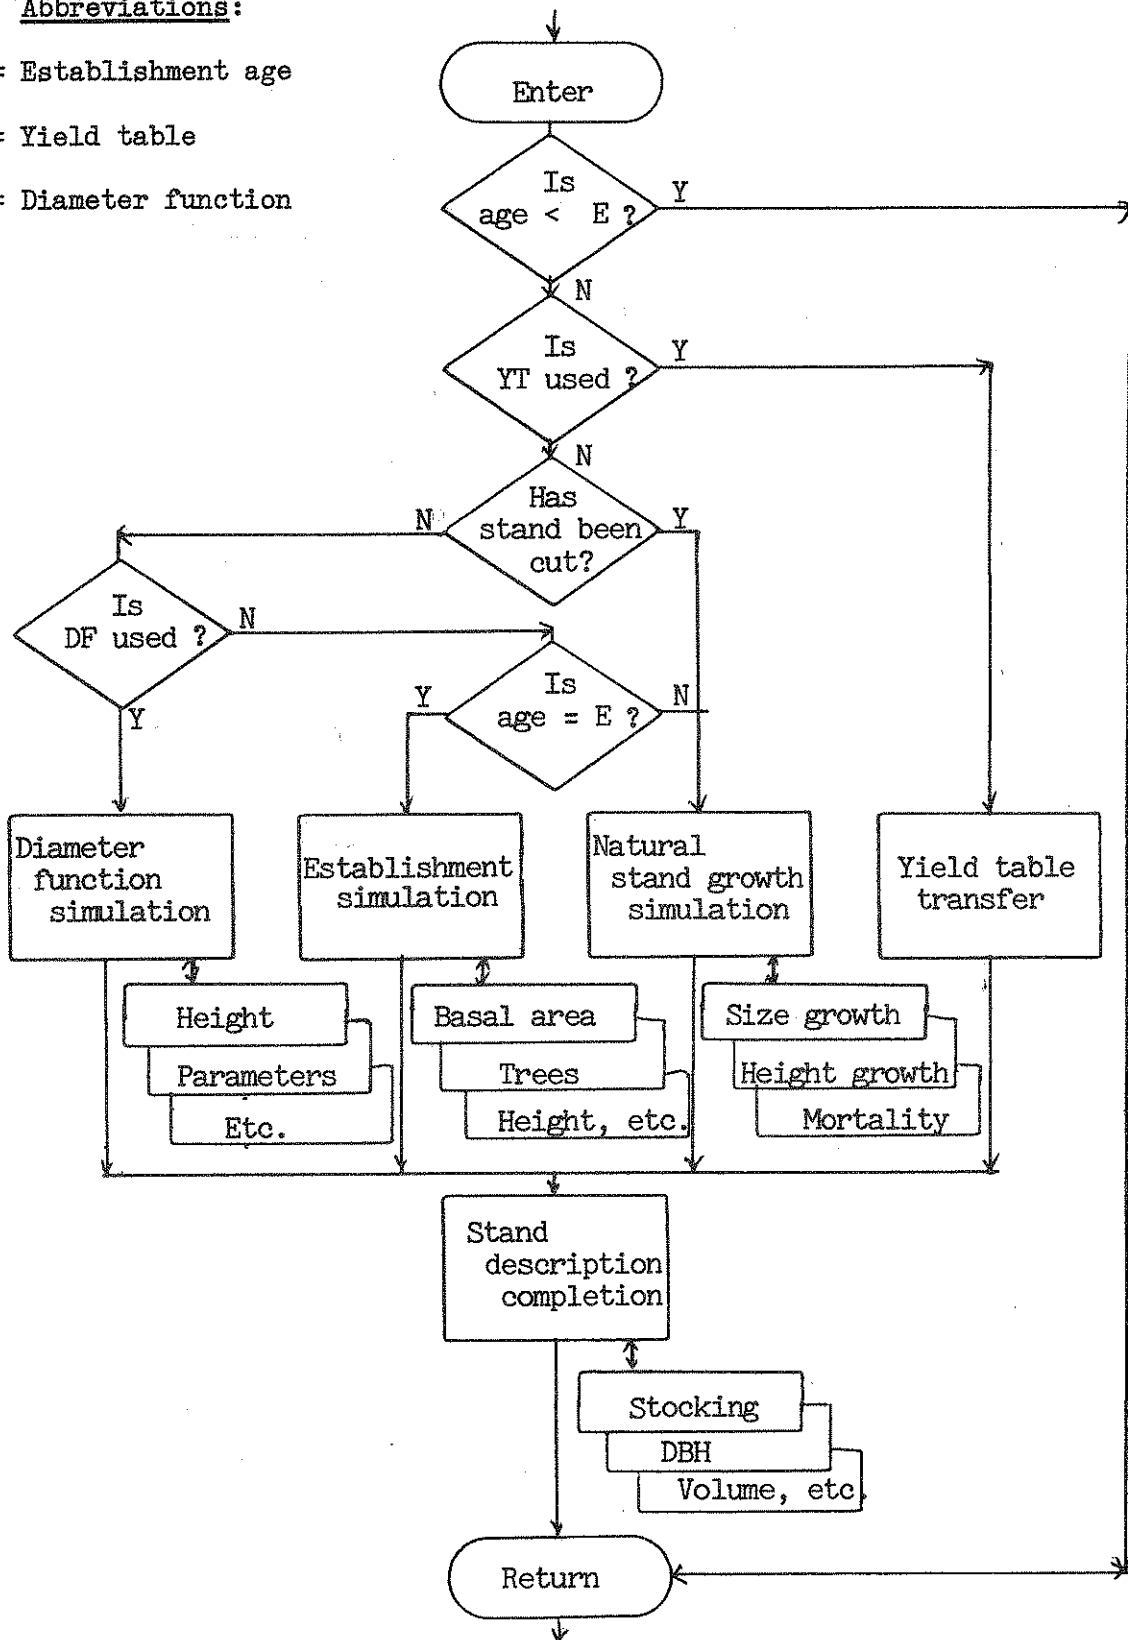 Abbreviations:
= Establishment age
= Yield table
= Diameter function
Enter
Is
age < E ?
Y
N
Is
YT used ?
Y
N
Has
stand been
cut?
N
Y
Is
DF used ?
N
Y
Is
age = E ?
Y
N
Diameter
function
simulation
Establishment
simulation
Natural
stand growth
simulation
Yield table
transfer
Height
Parameters
Etc.
Basal area
Trees
Height, etc.
Size growth
Height growth
Mortality
Stand
description
completion
Stocking
DBH
Volume, etc.
Return